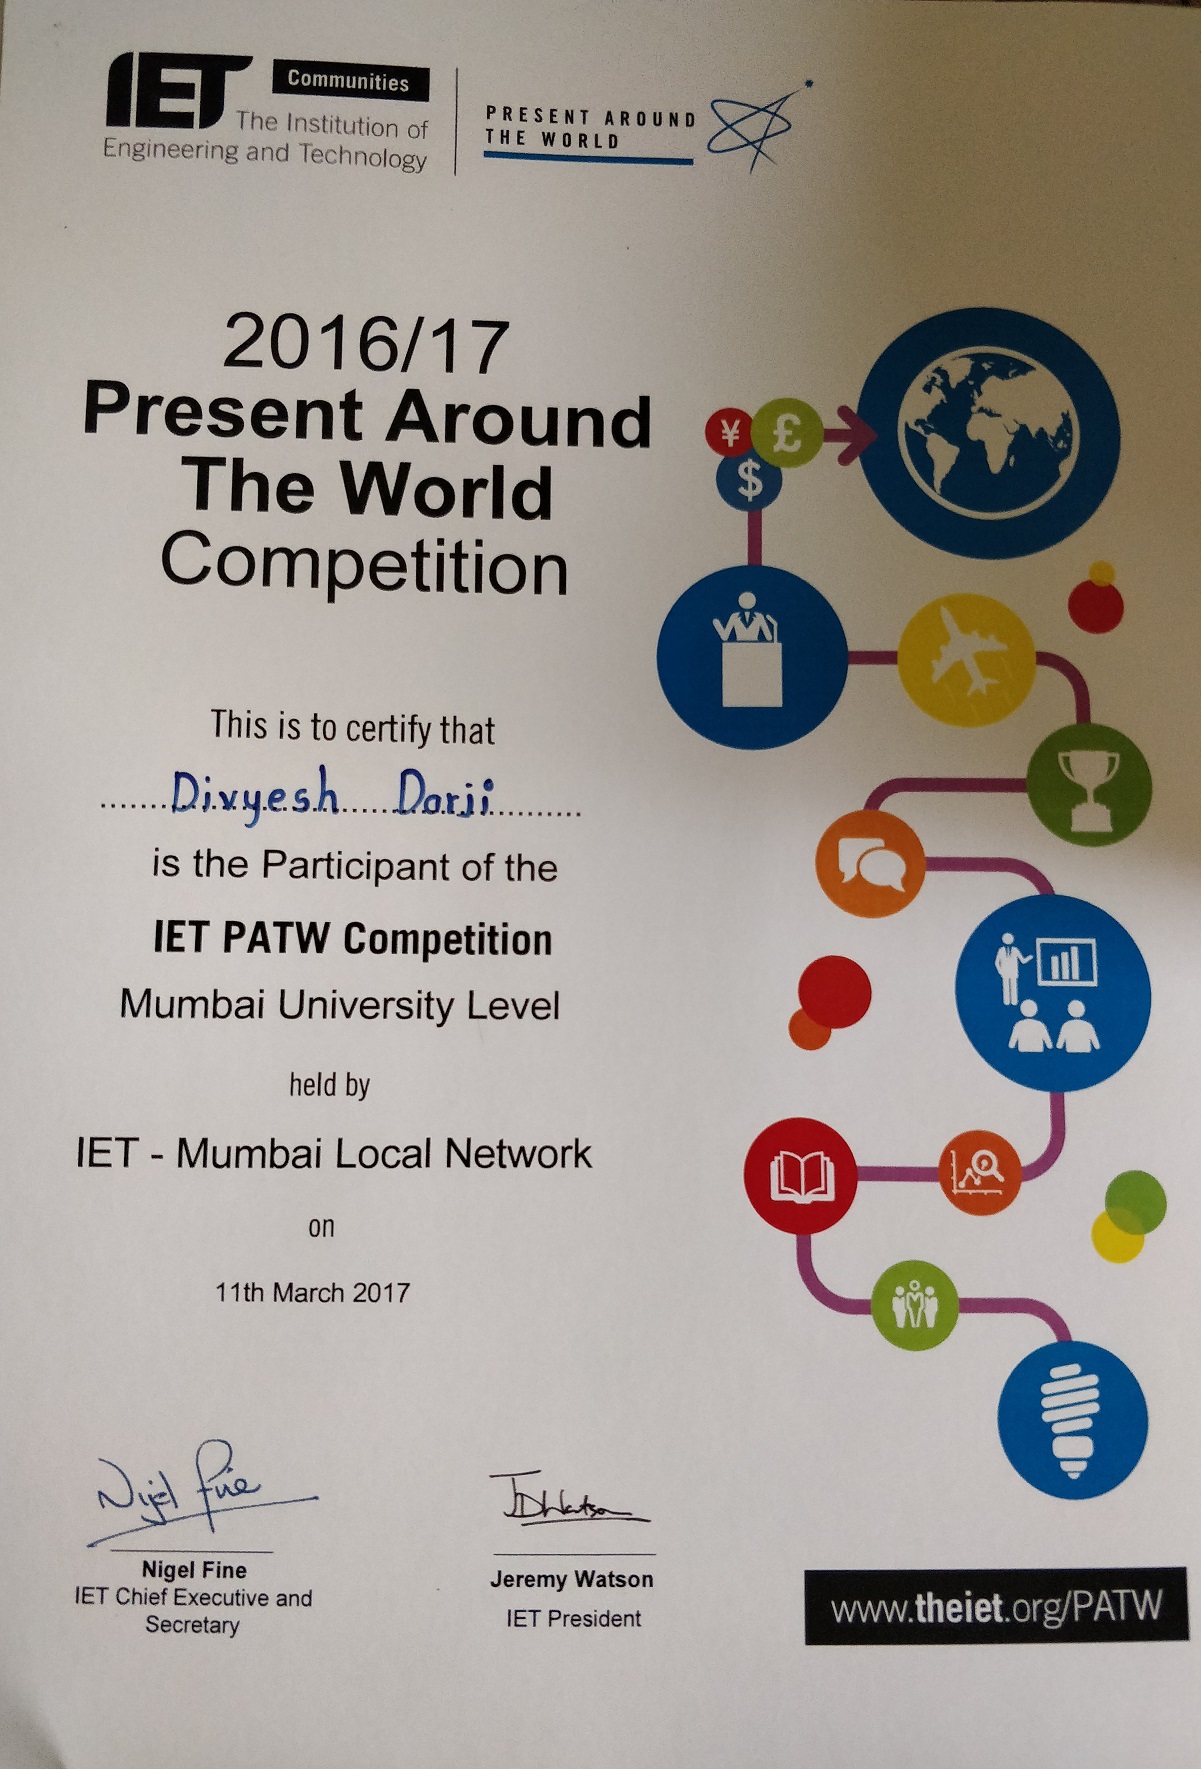 IET Communities
The Institution of
Engineering and Technology
PRESENT AROUND
THE WORLD
2016/17
Present Around
The World
Competition
¥ £
$
This is to certify that
Divyesh Darji
is the Participant of the
IET PATW Competition
Mumbai University Level
held by
IET - Mumbai Local Network
on
11th March 2017
Nigel Fine
JDWatson
Nigel Fine
IET Chief Executive and
Secretary
Jeremy Watson
IET President
www.theiet.org/PATW